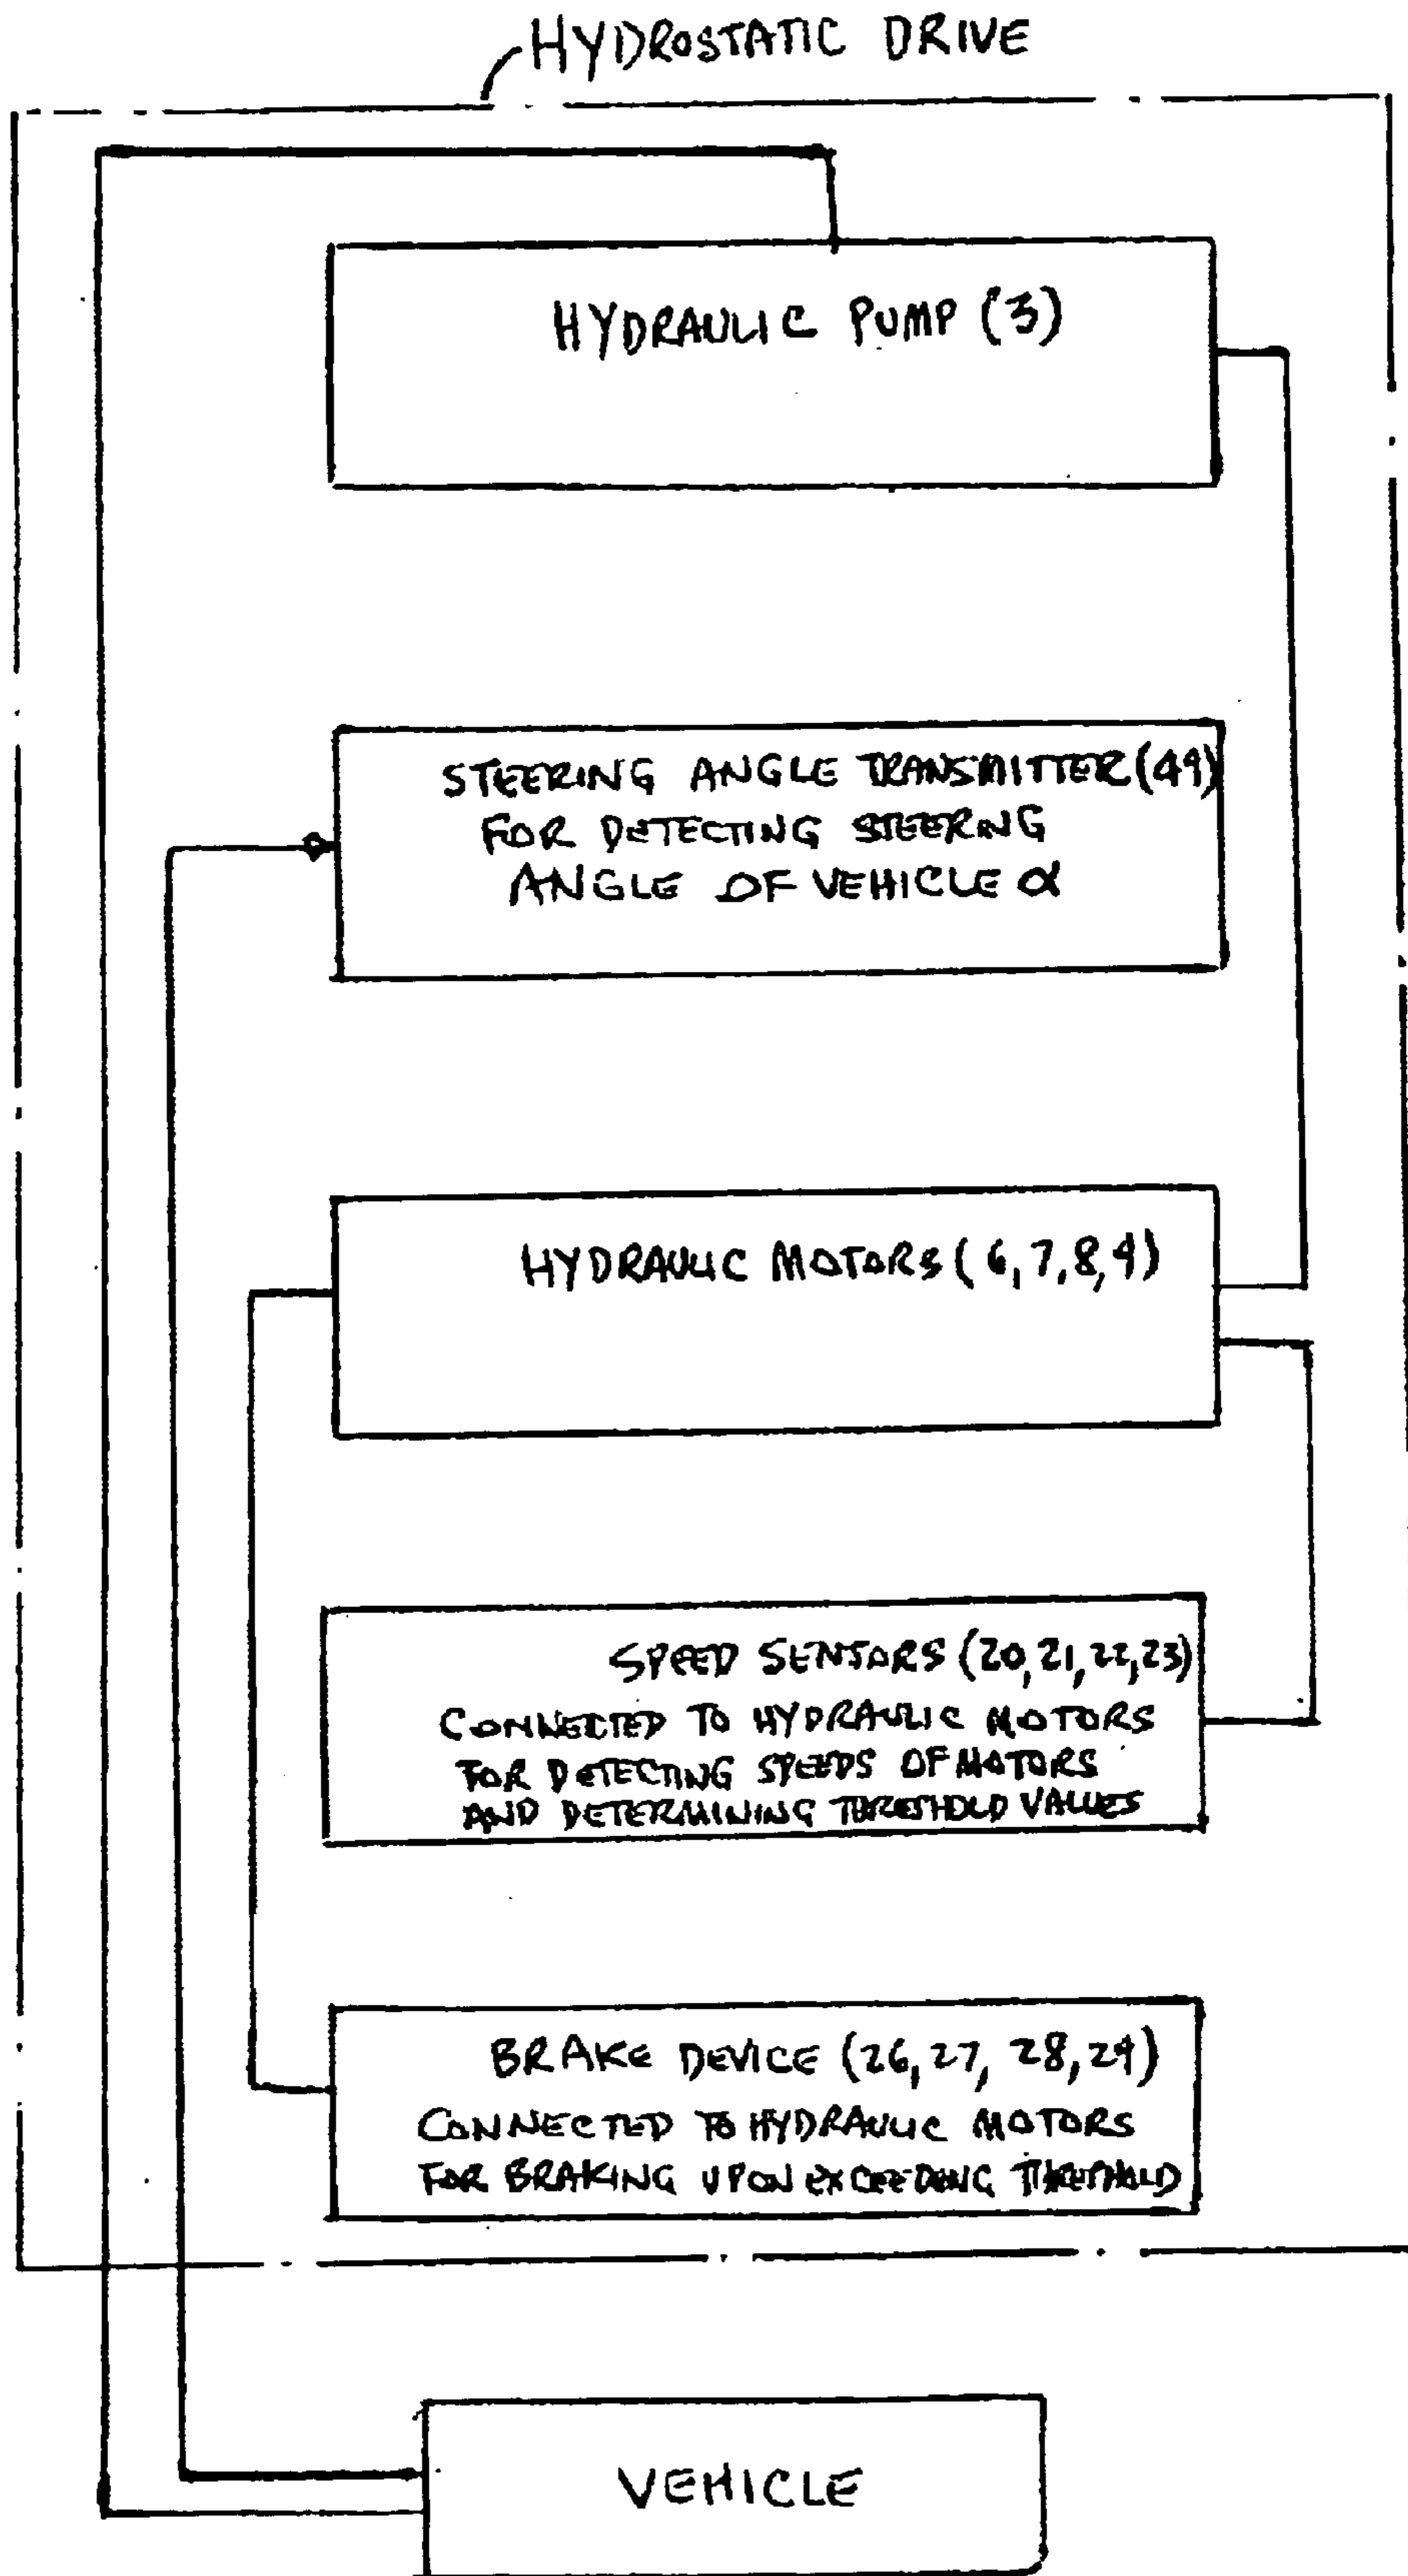 HYDROSTATIC DRIVE
HYDRAULIC PUMP (3)
STEERING ANGLE TRANSMITTER (49)
FOR DETECTING STEERING
ANGLE OF VEHICLE α
HYDRAULIC MOTORS (6,7,8,9)
SPEED SENSORS (20,21,22,23)
CONNECTED TO HYDRAULIC MOTORS
FOR DETECTING SPEEDS OF MOTORS
AND DETERMINING THRESHOLD VALUES
BRAKE DEVICE (26,27, 28,29)
CONNECTED TO HYDRAULIC MOTORS
FOR BRAKING UPON EXCEEDING THRESHOLD
VEHICLE